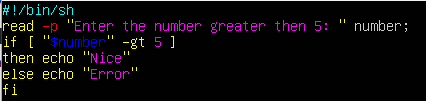 #!/bin/sh
read -p "Enter the number greater then 5: " number;
if [ "$number" -gt 5 ]
then echo "Nice"
else echo "Error"
fi